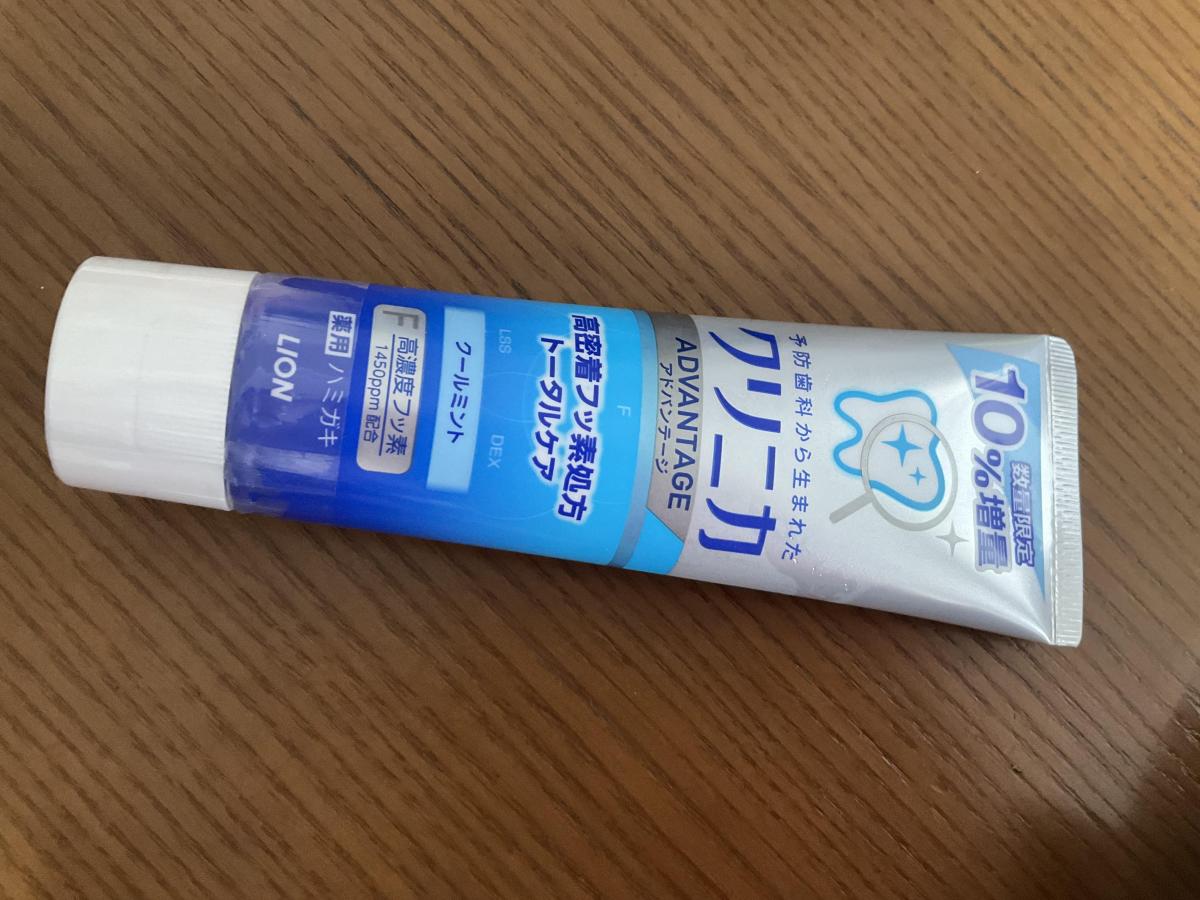 数量限定
10%増量
予防歯科から生まれた
クリニカ
ADVANTAGE
アドバンテージ
F
高密着フッ素処方
トータルケア
LSS
DEX
クールミント
F 高濃度フッ素
1450ppm配合
薬用 ハミガキ
LION